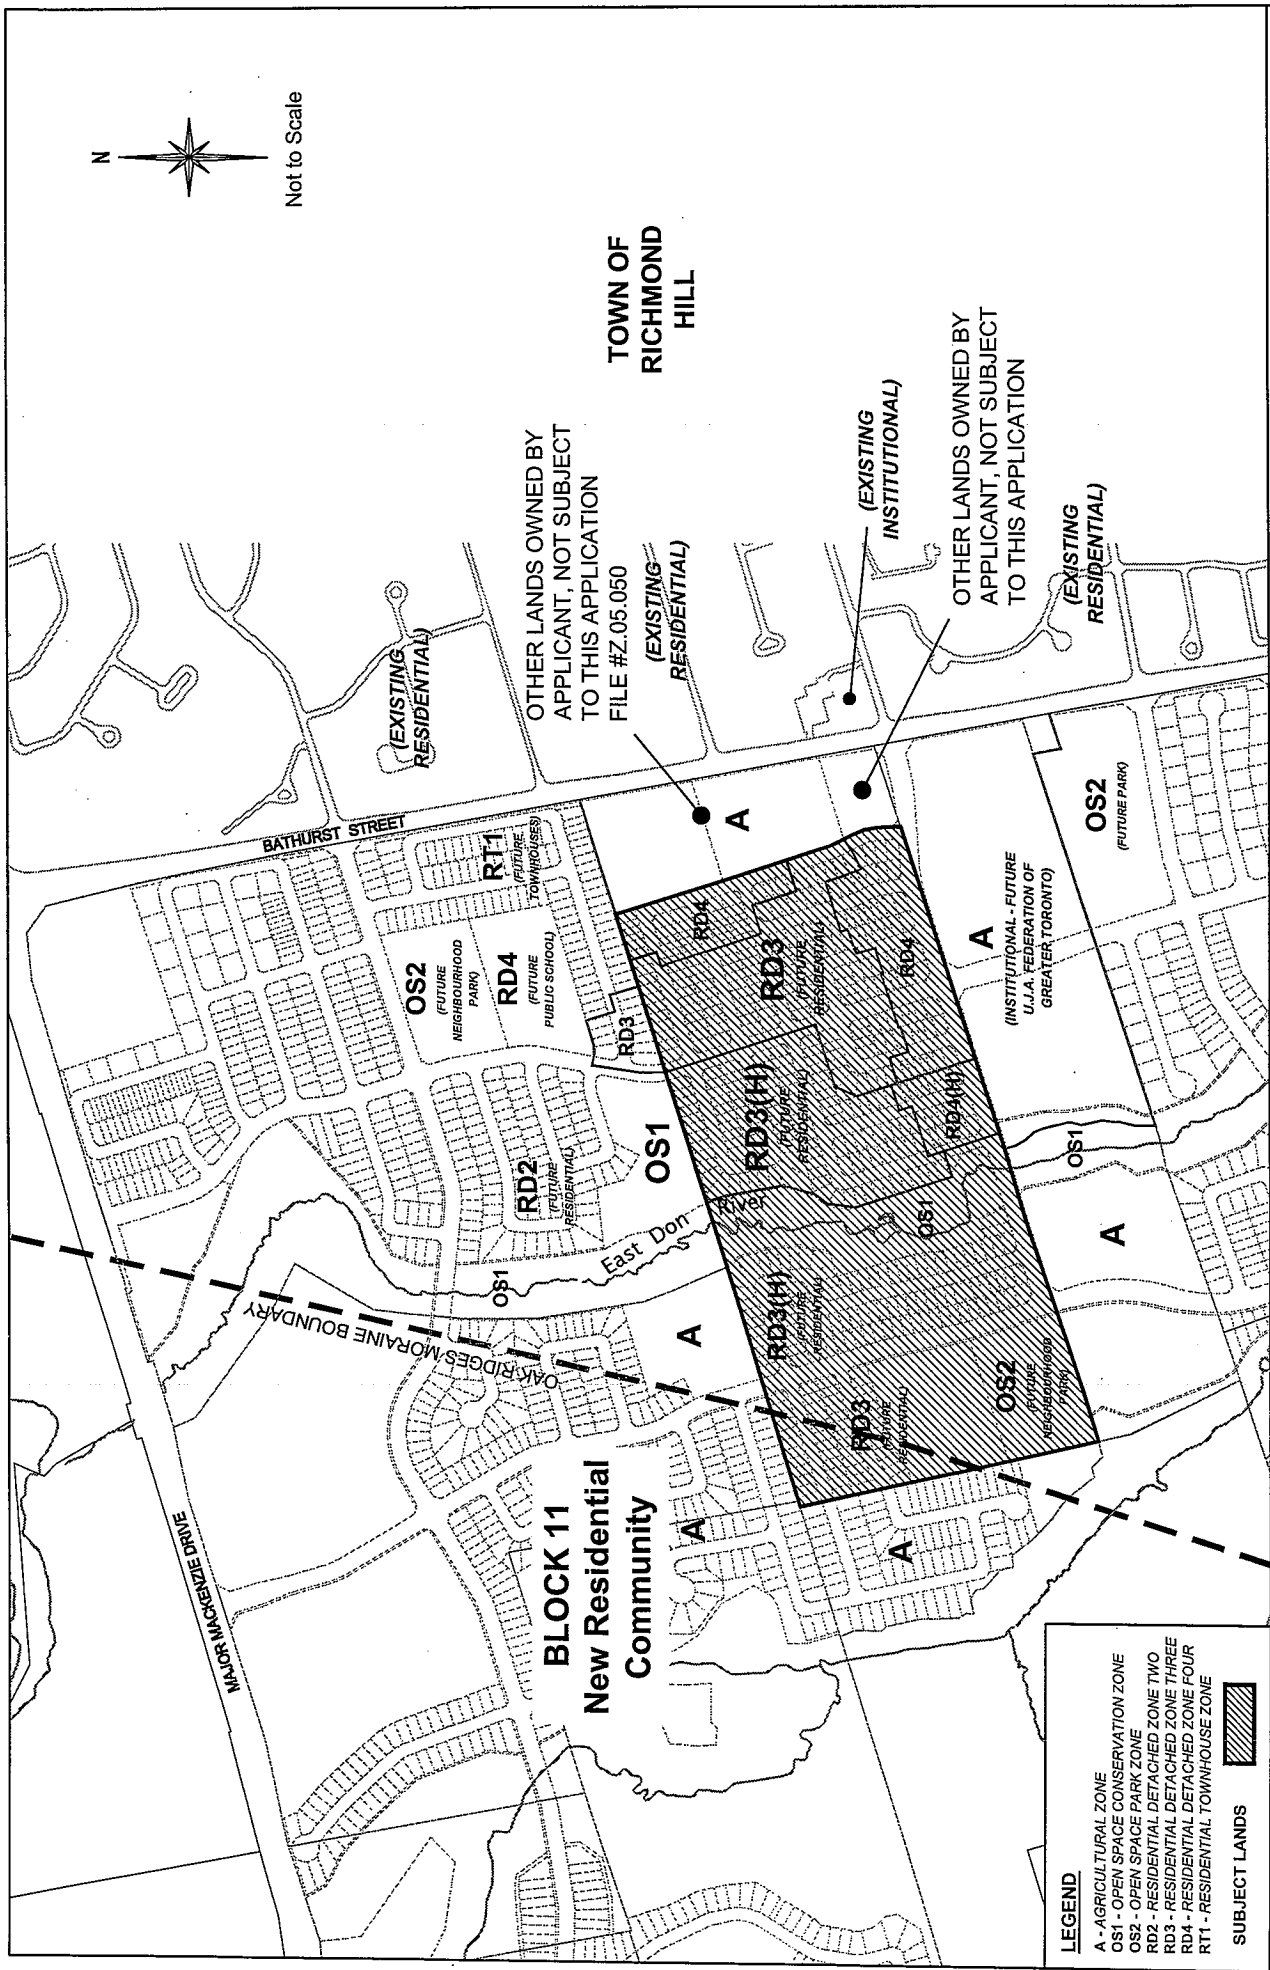 N
Not to Scale
TOWN OF
RICHMOND
HILL
MAJOR MACKENZIE DRIVE
BATHURST STREET
(EXISTING
RESIDENTIAL)
OTHER LANDS OWNED BY
APPLICANT, NOT SUBJECT
TO THIS APPLICATION
FILE #Z.05.050
(EXISTING
RESIDENTIAL)
(EXISTING
INSTITUTIONAL)
OTHER LANDS OWNED BY
APPLICANT, NOT SUBJECT
TO THIS APPLICATION
(EXISTING
RESIDENTIAL)
RT1
(FUTURE
TOWNHOUSES)
OS2
(FUTURE
NEIGHBOURHOOD
PARK)
RD4
(FUTURE
PUBLIC SCHOOL)
RD3
RD2
(FUTURE
RESIDENTIAL)
OS1
OS1
East Don River
OAK RIDGES MORAINE BOUNDARY
A
A
RD4
RD3
(FUTURE
RESIDENTIAL)
RD4
RD3(H)
(FUTURE
RESIDENTIAL)
RD4(H)
OS1
RD3(H)
(FUTURE
RESIDENTIAL)
RD3
(FUTURE
RESIDENTIAL)
OS2
(FUTURE
NEIGHBOURHOOD
PARK)
A
(INSTITUTIONAL - FUTURE
U.J.A. FEDERATION OF
GREATER TORONTO)
OS2
(FUTURE PARK)
OS1
A
BLOCK 11
New Residential
Community
A
A
LEGEND
A - AGRICULTURAL ZONE
OS1 - OPEN SPACE CONSERVATION ZONE
OS2 - OPEN SPACE PARK ZONE
RD2 - RESIDENTIAL DETACHED ZONE TWO
RD3 - RESIDENTIAL DETACHED ZONE THREE
RD4 - RESIDENTIAL DETACHED ZONE FOUR
RT1 - RESIDENTIAL TOWNHOUSE ZONE
SUBJECT LANDS